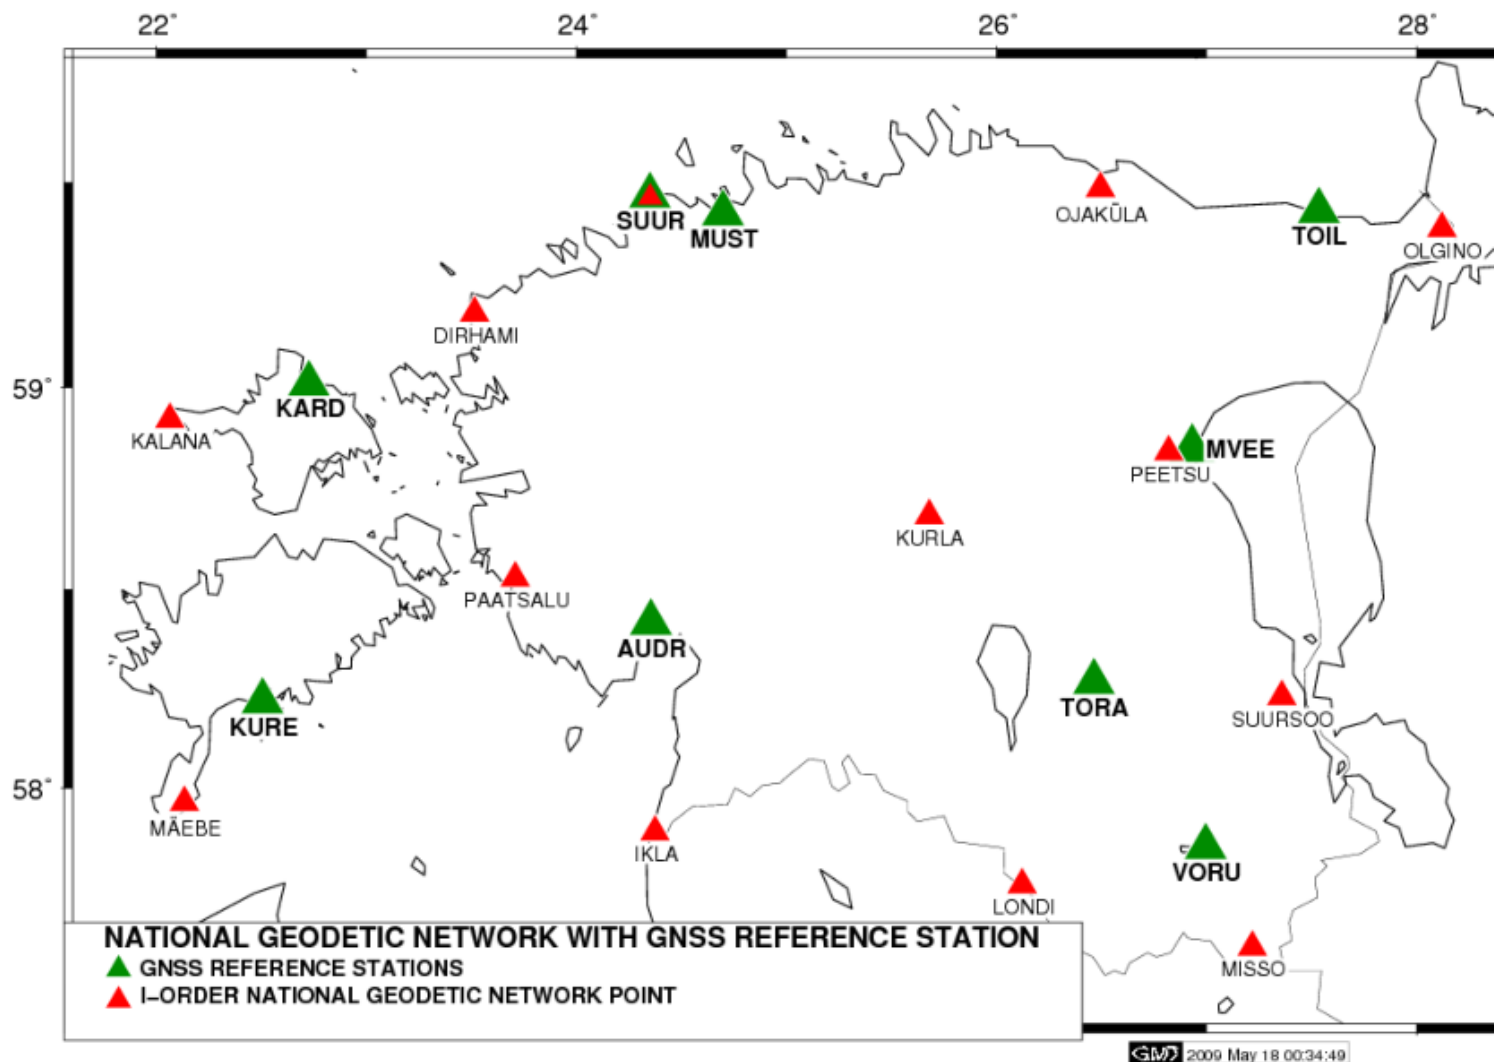 22° 24° 26° 28°
SUUR
MUST
OJAKÜLA
TOIL
OLGINO
DIRHAMI
59°
KARD
KALANA
MVEE
PEETSU
KURLA
PAATSALU
AUDR
TORA
SUURSOO
KURE
58°
MÄEBE
IKLA
VORU
LONDI
MISSO
NATIONAL GEODETIC NETWORK WITH GNSS REFERENCE STATION
GNSS REFERENCE STATIONS
I-ORDER NATIONAL GEODETIC NETWORK POINT
GMD 2009 May 18 00:34:49